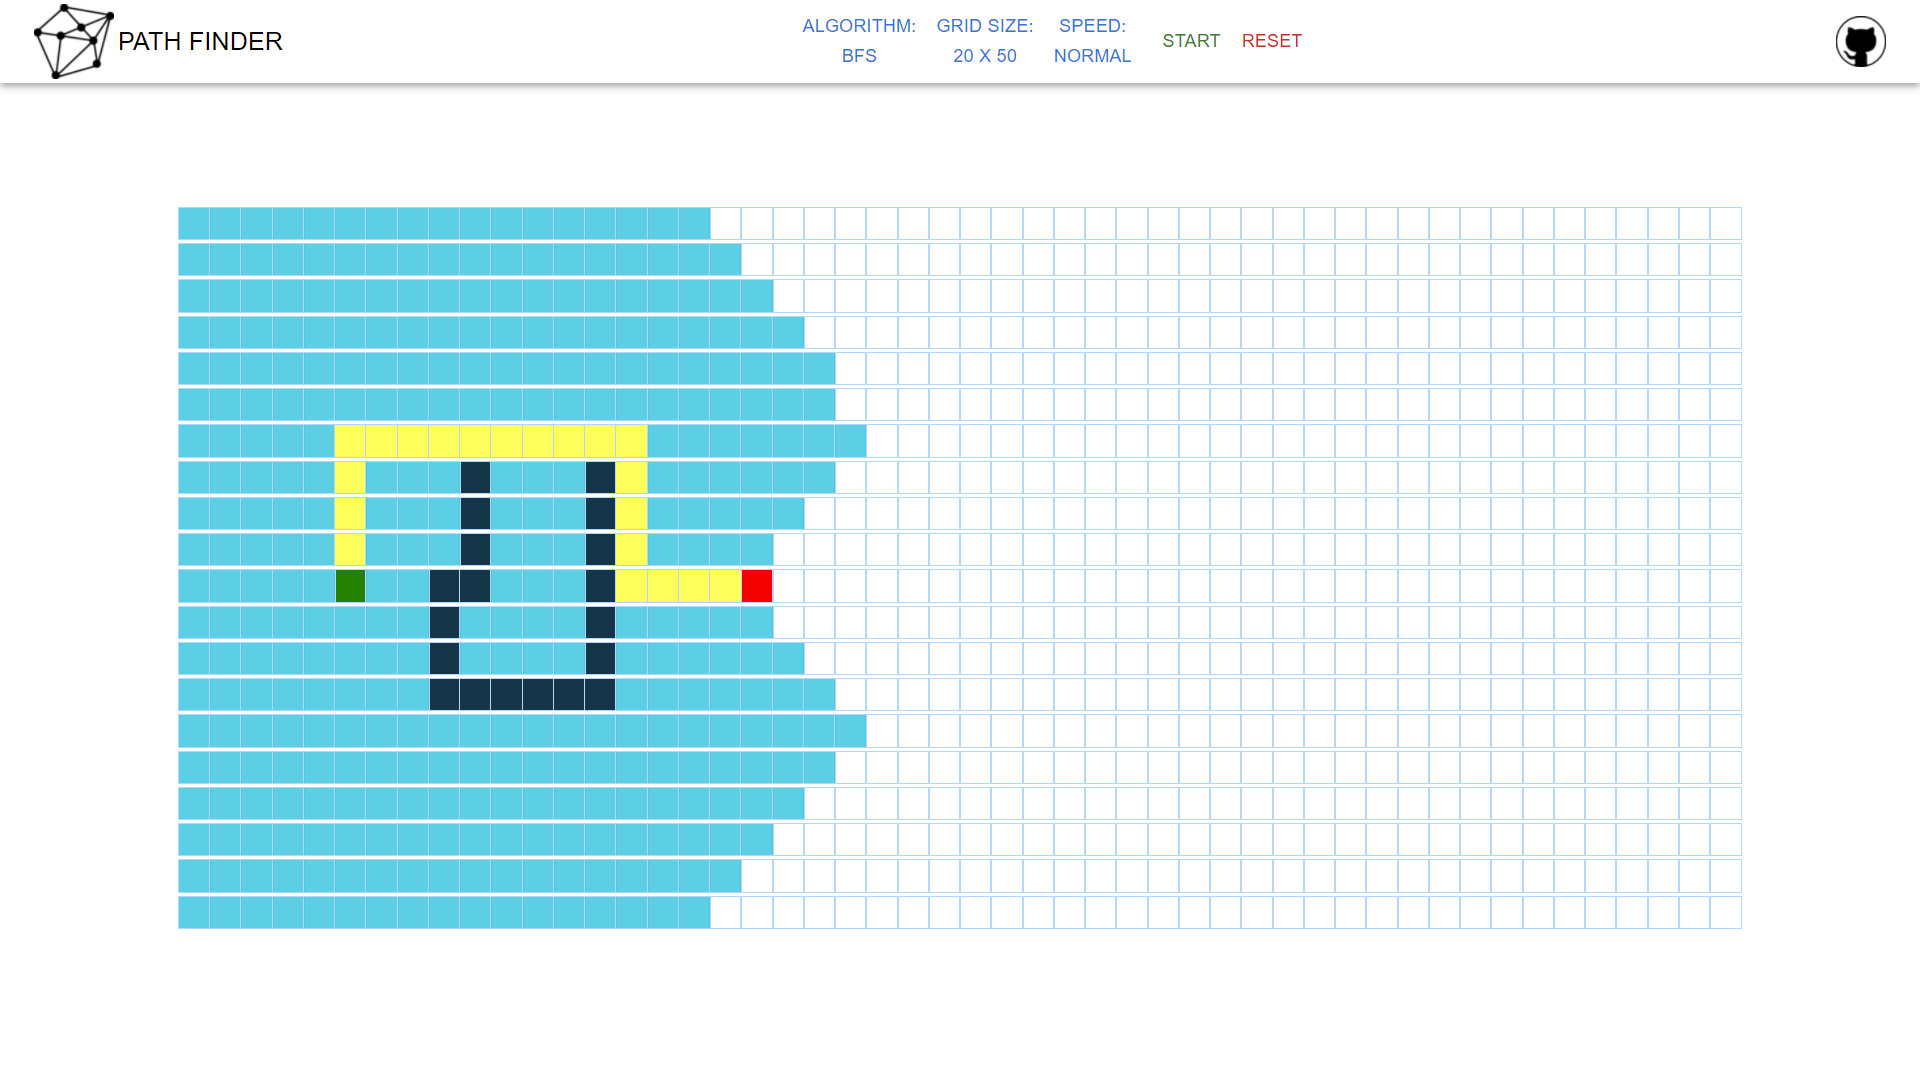 PATH FINDER
ALGORITHM:
BFS
GRID SIZE:
20 X 50
SPEED:
NORMAL
START
RESET